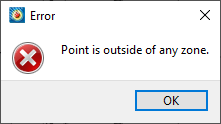 Error
Point is outside of any zone.
OK